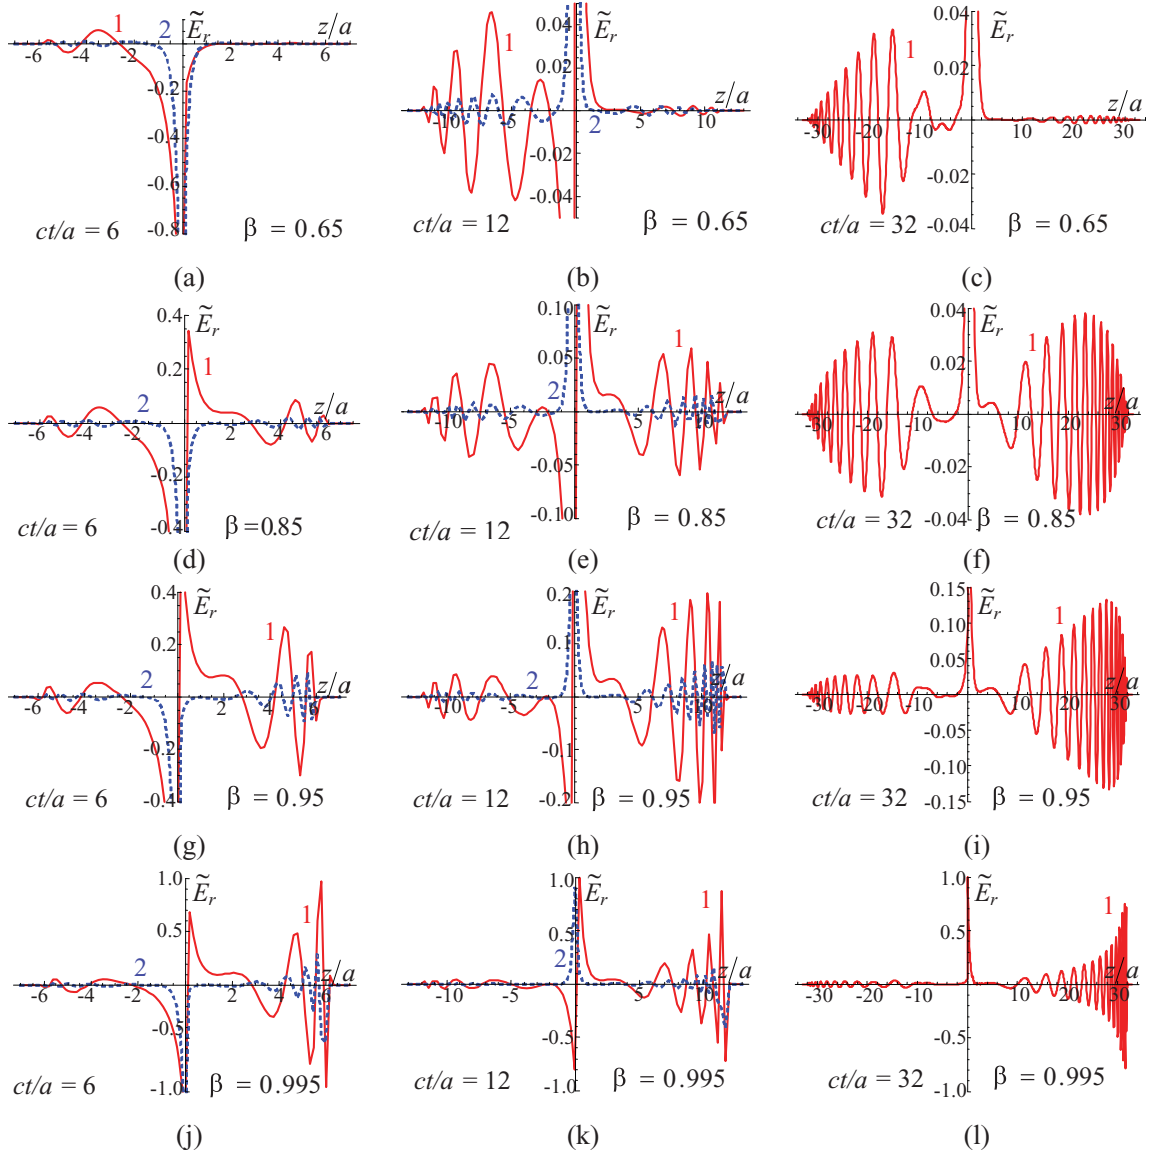 1 2 Ẽr z/a
-6 -4 -2 2 4 6
-0.2
-0.4
-0.6
-0.8
ct/a = 6 β = 0.65
(a)
0.04 Ẽr
1
0.02
z/a
-10 -5 5 10
2
-0.02
-0.04
ct/a = 12 β = 0.65
(b)
0.04 Ẽr
1
0.02
z/a
-30 -20 -10 10 20 30
-0.02
-0.04
ct/a = 32 β = 0.65
(c)
0.4 Ẽr
1
0.2
2 z/a
-6 -4 -2 2 4 6
-0.2
-0.4
ct/a = 6 β=0.85
(d)
0.10 Ẽr
1
0.05
2 z/a
-10 -5 5 10
-0.05
-0.10
ct/a = 12 β = 0.85
(e)
0.04 Ẽr
1
0.02
z/a
-30 -20 -10 10 20 30
-0.02
-0.04
ct/a = 32 β = 0.85
(f)
0.4 Ẽr
1
0.2
2 z/a
-6 -4 -2 2 4 6
-0.2
-0.4
ct/a = 6 β = 0.95
(g)
0.2 Ẽr
1
0.1
2 z/a
-10 -5 5 10
-0.1
-0.2
ct/a = 12 β = 0.95
(h)
0.15 Ẽr
1
0.10
0.05
z/a
-30 -20 -10 10 20 30
-0.05
-0.10
-0.15
ct/a = 32 β = 0.95
(i)
1.0 Ẽr
1
0.5
2 z/a
-6 -4 -2 2 4 6
-0.5
-1.0
ct/a = 6 β = 0.995
(j)
1.0 Ẽr
1
0.5
2 z/a
-10 -5 5 10
-0.5
-1.0
ct/a = 12 β = 0.995
(k)
1.0 Ẽr
1
0.5
z/a
-30 -20 -10 10 20 30
-0.5
-1.0
ct/a = 32 β = 0.995
(l)